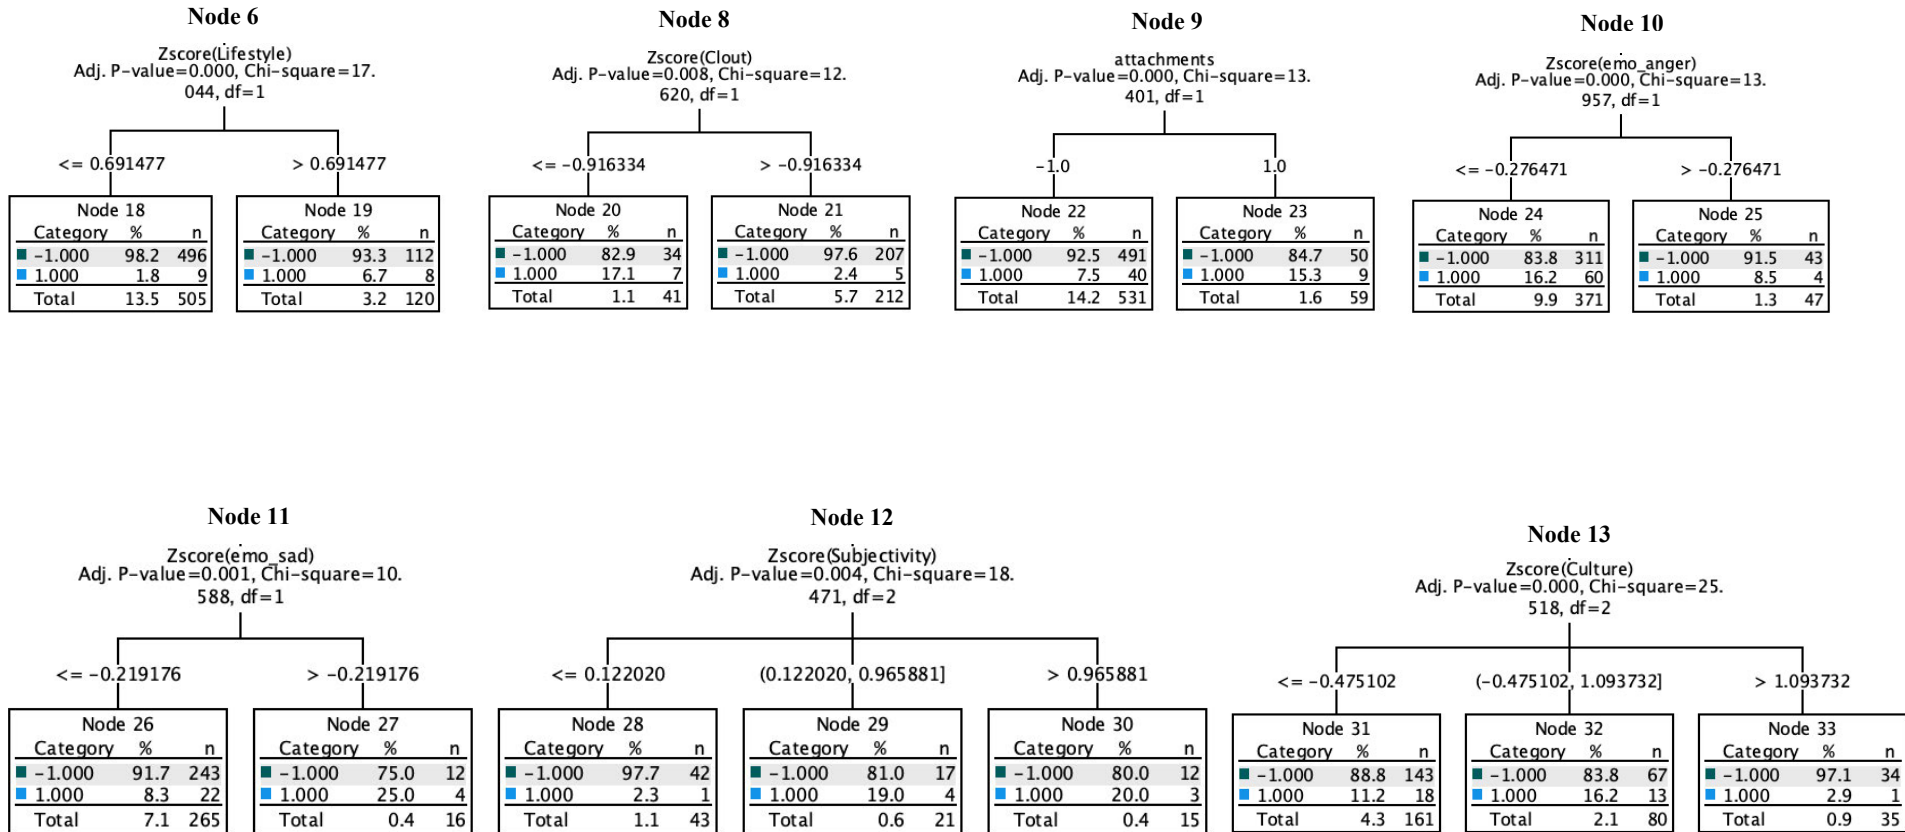 Node 6
Zscore(Lifestyle)
Adj. P-value=0.000, Chi-square=17.
044, df=1
<= 0.691477
> 0.691477
Node 18
Category % n
-1.000 98.2 496
1.000 1.8 9
Total 13.5 505
Node 19
Category % n
-1.000 93.3 112
1.000 6.7 8
Total 3.2 120
Node 8
Zscore(Clout)
Adj. P-value=0.008, Chi-square=12.
620, df=1
<= -0.916334
> -0.916334
Node 20
Category % n
-1.000 82.9 34
1.000 17.1 7
Total 1.1 41
Node 21
Category % n
-1.000 97.6 207
1.000 2.4 5
Total 5.7 212
Node 9
attachments
Adj. P-value=0.000, Chi-square=13.
401, df=1
-1.0
1.0
Node 22
Category % n
-1.000 92.5 491
1.000 7.5 40
Total 14.2 531
Node 23
Category % n
-1.000 84.7 50
1.000 15.3 9
Total 1.6 59
Node 10
Zscore(emo_anger)
Adj. P-value=0.000, Chi-square=13.
957, df=1
<= -0.276471
> -0.276471
Node 24
Category % n
-1.000 83.8 311
1.000 16.2 60
Total 9.9 371
Node 25
Category % n
-1.000 91.5 43
1.000 8.5 4
Total 1.3 47
Node 11
Zscore(emo_sad)
Adj. P-value=0.001, Chi-square=10.
588, df=1
<= -0.219176
> -0.219176
Node 26
Category % n
-1.000 91.7 243
1.000 8.3 22
Total 7.1 265
Node 27
Category % n
-1.000 75.0 12
1.000 25.0 4
Total 0.4 16
Node 12
Zscore(Subjectivity)
Adj. P-value=0.004, Chi-square=18.
471, df=2
<= 0.122020
(0.122020, 0.965881]
> 0.965881
Node 28
Category % n
-1.000 97.7 42
1.000 2.3 1
Total 1.1 43
Node 29
Category % n
-1.000 81.0 17
1.000 19.0 4
Total 0.6 21
Node 30
Category % n
-1.000 80.0 12
1.000 20.0 3
Total 0.4 15
Node 13
Zscore(Culture)
Adj. P-value=0.000, Chi-square=25.
518, df=2
<= -0.475102
(-0.475102, 1.093732]
> 1.093732
Node 31
Category % n
-1.000 88.8 143
1.000 11.2 18
Total 4.3 161
Node 32
Category % n
-1.000 83.8 67
1.000 16.2 13
Total 2.1 80
Node 33
Category % n
-1.000 97.1 34
1.000 2.9 1
Total 0.9 35